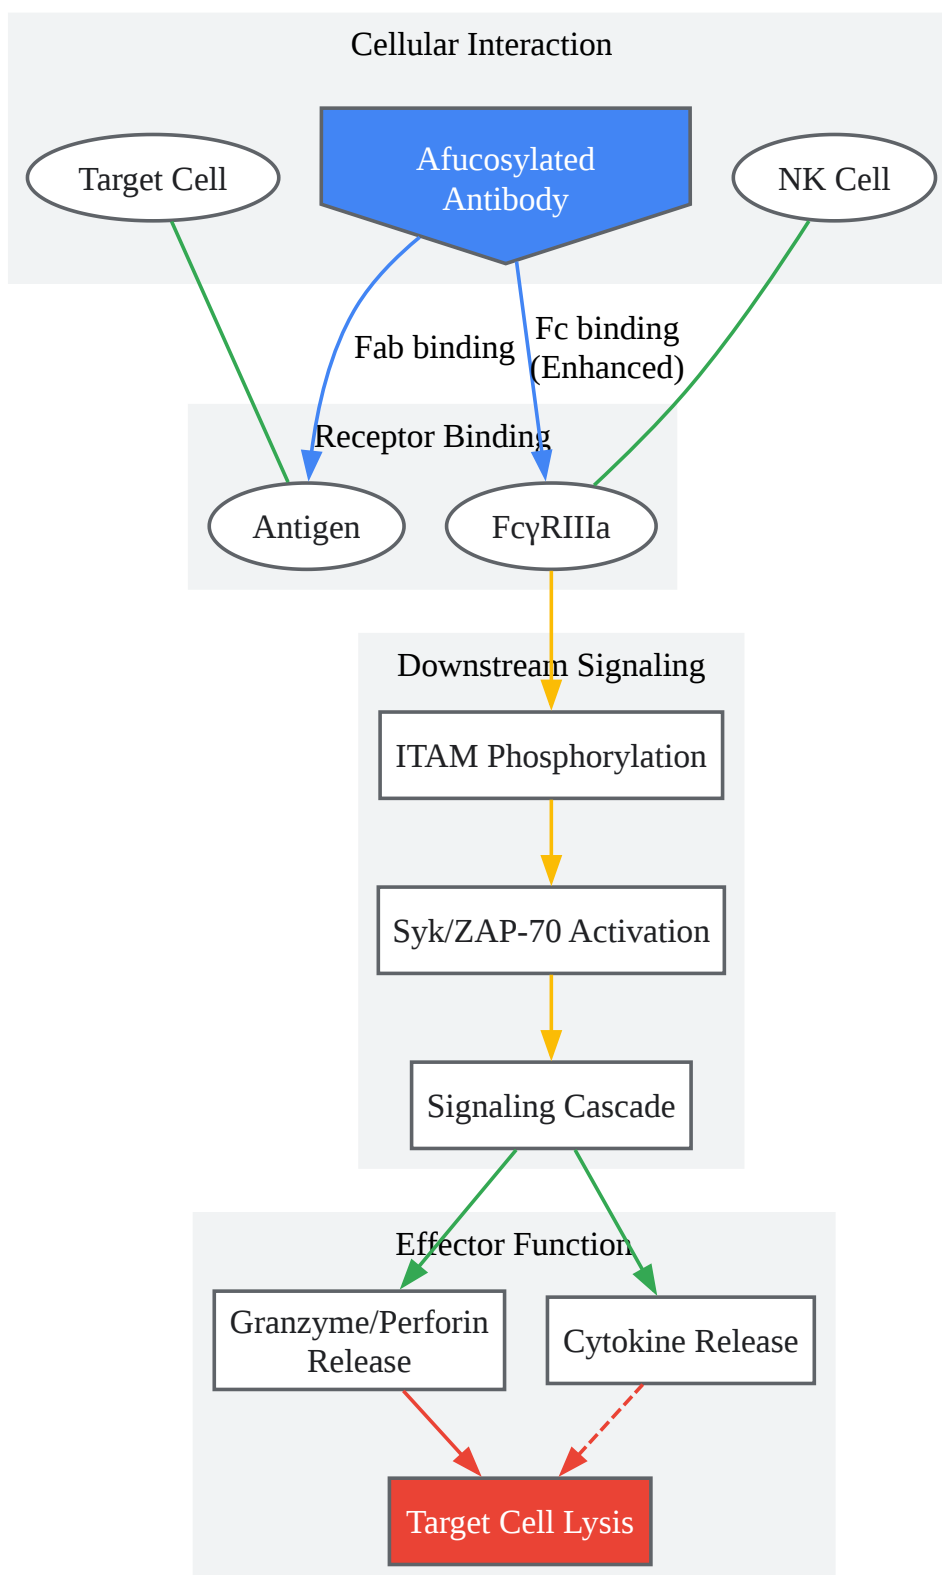 Cellular Interaction
Target Cell
Afucosylated
Antibody
NK Cell
Fab binding
Fc binding
(Enhanced)
Receptor Binding
Antigen
FcγRIIIa
Downstream Signaling
ITAM Phosphorylation
Syk/ZAP-70 Activation
Signaling Cascade
Effector Function
Granzyme/Perforin
Release
Cytokine Release
Target Cell Lysis